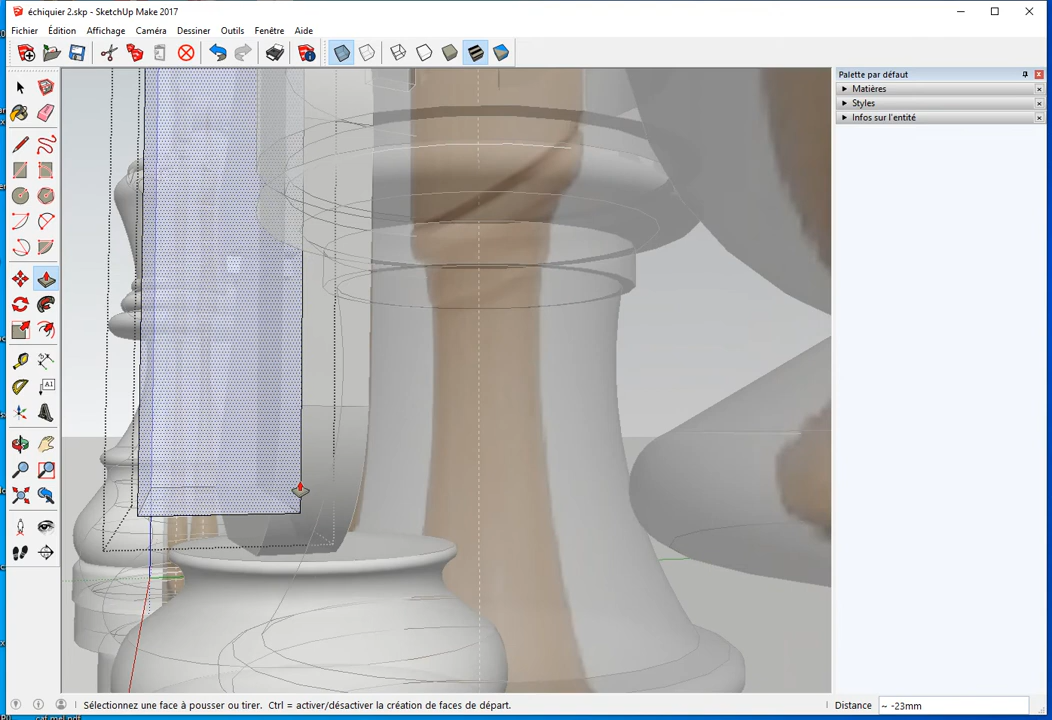 échiquier 2.skp - SketchUp Make 2017
Fichier Édition Affichage Caméra Dessiner Outils Fenêtre Aide
Palette par défaut
Matières
Styles
Infos sur l'entité
A1
Sélectionnez une face à pousser ou tirer. Ctrl = activer/désactiver la création de faces de départ.
Distance ~ -23mm